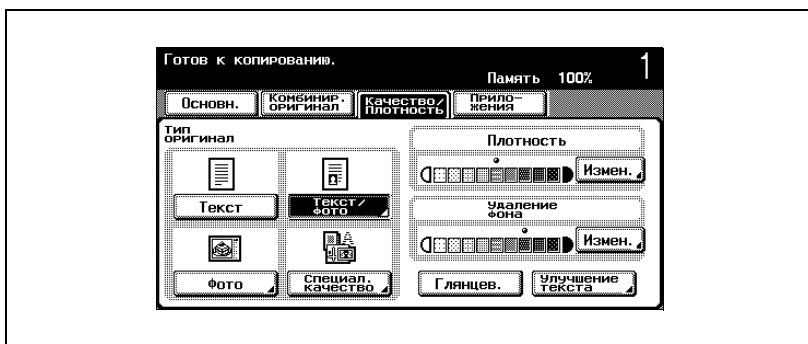 Готов к копированию.
Память 100%
1
Основн.
Комбинир.
оригинал
Качество/
плотность
Прило-
жения
Тип
оригинал
Плотность
Измен.
Текст
Текст/
Фото
Удаление
фона
Измен.
Фото
Специал.
качество
Глянцев.
Улучшение
текста